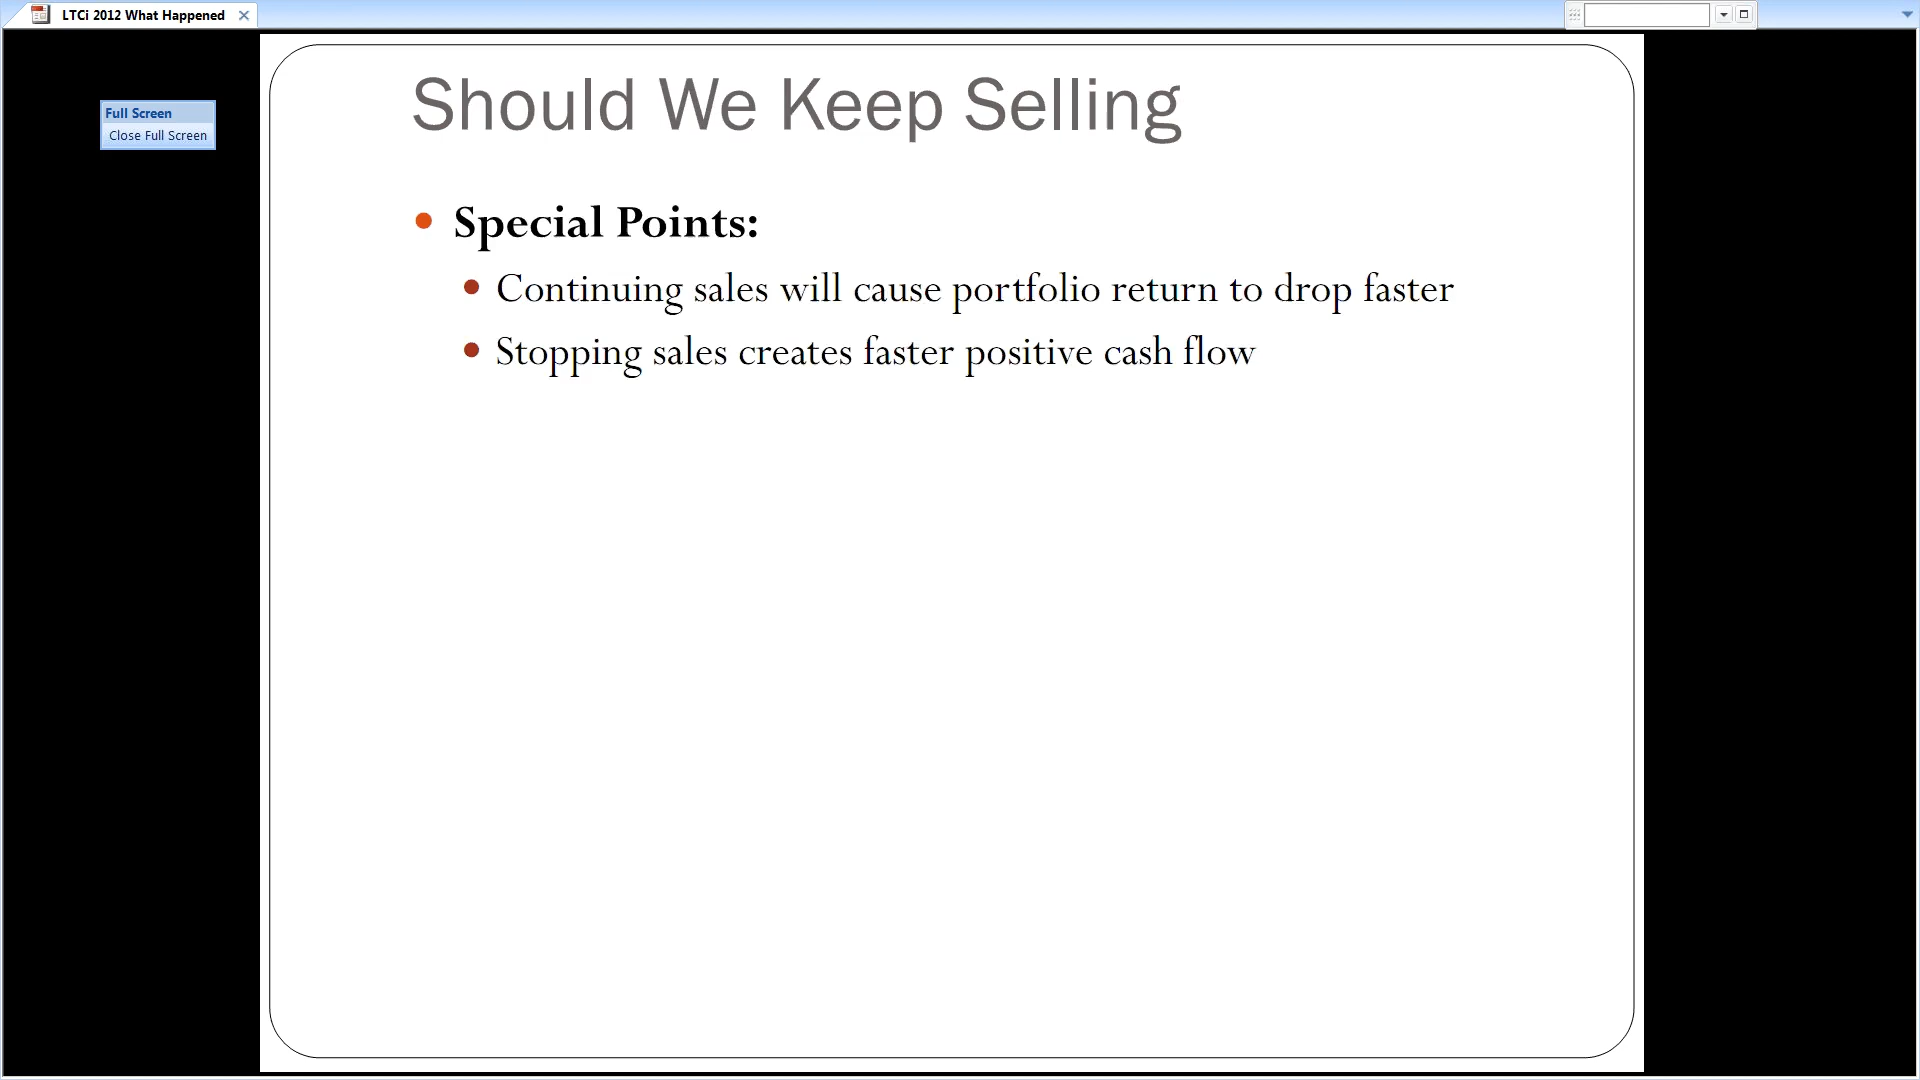 LTCi 2012 What Happened
Full Screen
Close Full Screen
Should We Keep Selling
Special Points:
Continuing sales will cause portfolio return to drop faster
Stopping sales creates faster positive cash flow